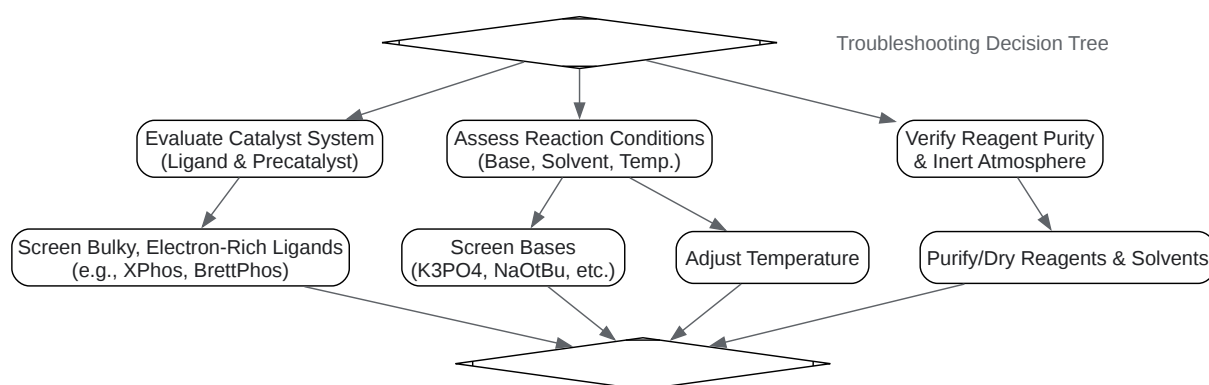 Troubleshooting Decision Tree
Evaluate Catalyst System
(Ligand & Precatalyst)
Assess Reaction Conditions
(Base, Solvent, Temp.)
Verify Reagent Purity
& Inert Atmosphere
Screen Bulky, Electron-Rich Ligands
(e.g., XPhos, BrettPhos)
Screen Bases
(K3PO4, NaOtBu, etc.)
Adjust Temperature
Purify/Dry Reagents & Solvents